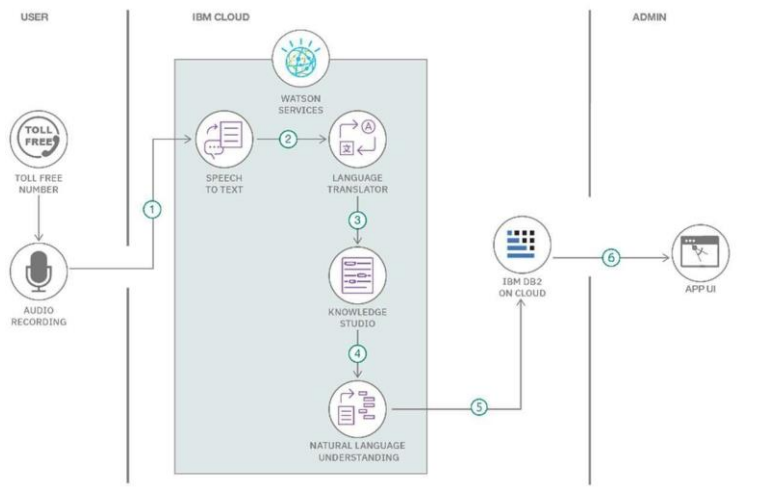 USER
IBM CLOUD
ADMIN
WATSON
SERVICES
TOLL
FREE
TOLL FREE
NUMBER
AUDIO
RECORDING
1
SPEECH
TO TEXT
2
A
文
LANGUAGE
TRANSLATOR
3
KNOWLEDGE
STUDIO
4
NATURAL LANGUAGE
UNDERSTANDING
5
IBM DB2
ON CLOUD
6
APP UI